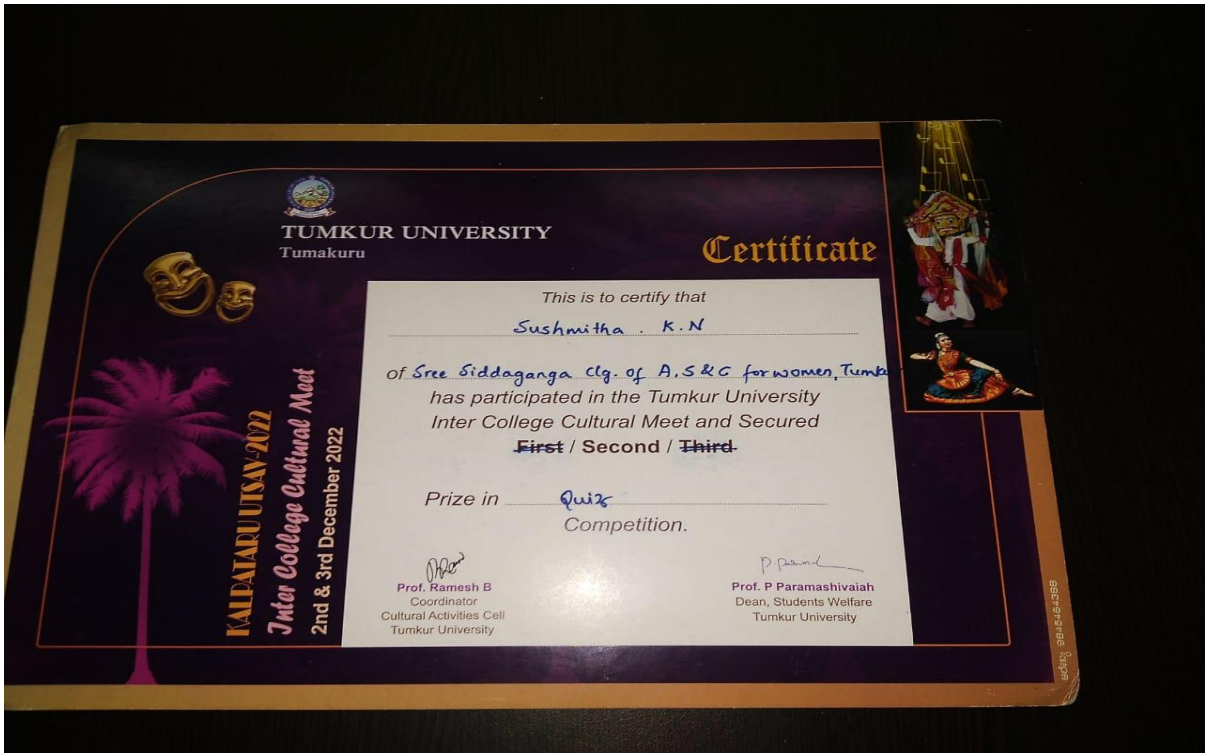 TUMKUR UNIVERSITY
Tumakuru
Certificate
This is to certify that
Sushmitha . K.N
of Sree Siddaganga clg. of A, S & C for women, Tumkur
has participated in the Tumkur University
Inter College Cultural Meet and Secured
First / Second / Third
Prize in Quiz
Competition.
Prof. Ramesh B
Coordinator
Cultural Activities Cell
Tumkur University
Prof. P Paramashivaiah
Dean, Students Welfare
Tumkur University
KALPATARU UTSAV-2022
Inter College Cultural Meet
2nd & 3rd December 2022